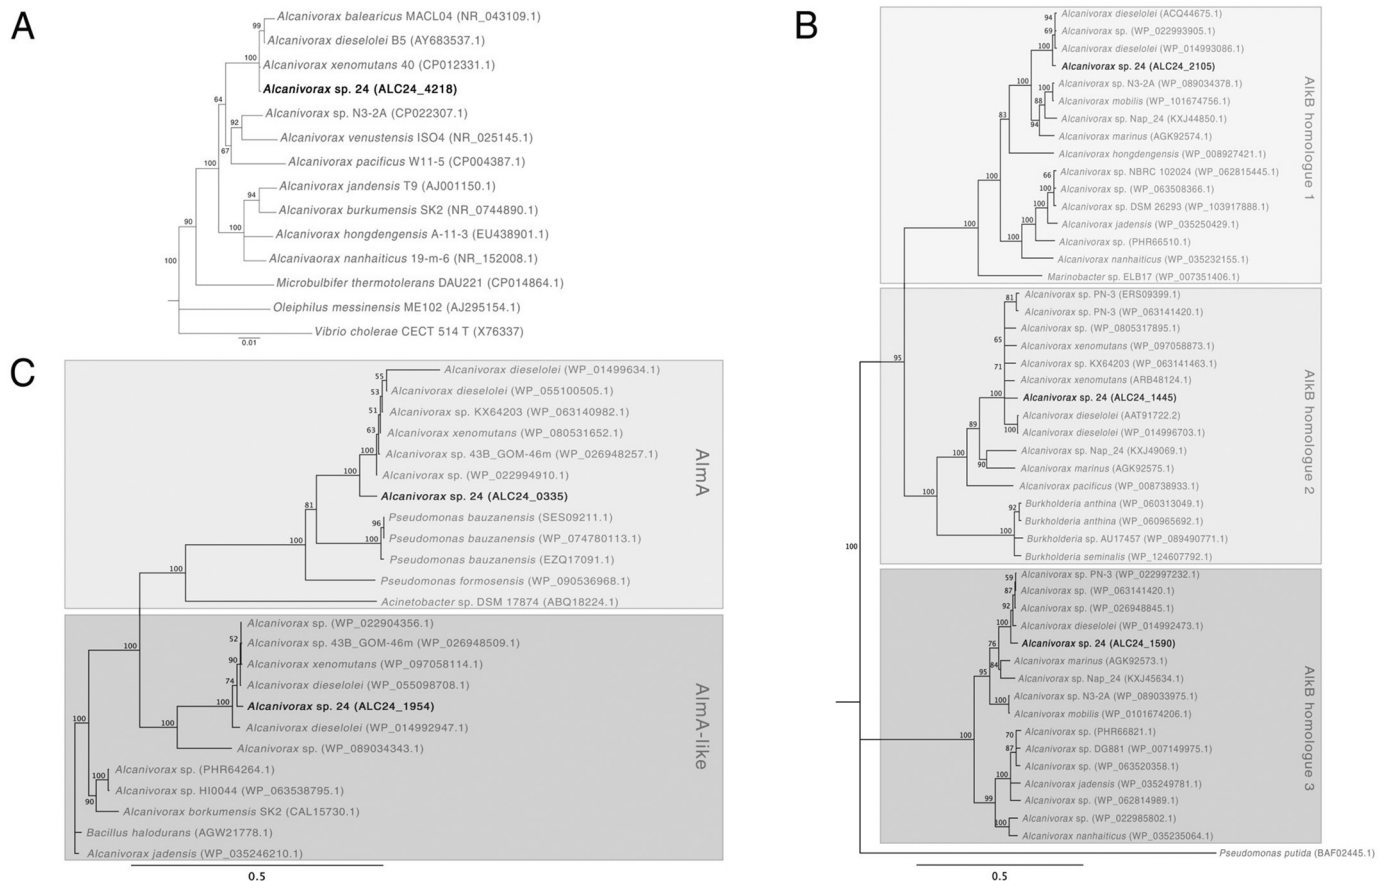 A
99
Alcanivorax balearicus MACL04 (NR_043109.1)
Alcanivorax dieselolei B5 (AY683537.1)
100
Alcanivorax xenomutans 40 (CP012331.1)
Alcanivorax sp. 24 (ALC24_4218)
64
Alcanivorax sp. N3-2A (CP022307.1)
92
Alcanivorax venustensis ISO4 (NR_025145.1)
67
Alcanivorax pacificus W11-5 (CP004387.1)
100
Alcanivorax jandensis T9 (AJ001150.1)
94
Alcanivorax burkumensis SK2 (NR_0744890.1)
90
100
Alcanivorax hongdengensis A-11-3 (EU438901.1)
Alcanivaorax nanhaiticus 19-m-6 (NR_152008.1)
100
Microbulbifer thermotolerans DAU221 (CP014864.1)
Oleiphilus messinensis ME102 (AJ295154.1)
Vibrio cholerae CECT 514 T (X76337)
0.01
B
94
Alcanivorax dieselolei (ACQ44675.1)
69
Alcanivorax sp. (WP_022993905.1)
100
Alcanivorax dieselolei (WP_014993086.1)
Alcanivorax sp. 24 (ALC24_2105)
100
Alcanivorax sp. N3-2A (WP_089034378.1)
100
88
Alcanivorax mobilis (WP_101674756.1)
83
94
Alcanivorax sp. Nap_24 (KXJ44850.1)
Alcanivorax marinus (AGK92574.1)
Alcanivorax hongdengensis (WP_008927421.1)
100
66
Alcanivorax sp. NBRC 102024 (WP_062815445.1)
100
Alcanivorax sp. (WP_063508366.1)
100
Alcanivorax sp. DSM 26293 (WP_103917888.1)
100
Alcanivorax jadensis (WP_035250429.1)
100
100
Alcanivorax sp. (PHR66510.1)
Alcanivorax nanhaiticus (WP_035232155.1)
Marinobacter sp. ELB17 (WP_007351406.1)
AlkB homologue 1
81
Alcanivorax sp. PN-3 (ERS09399.1)
Alcanivorax sp. PN-3 (WP_063141420.1)
Alcanivorax sp. (WP_0805317895.1)
65
Alcanivorax xenomutans (WP_097058873.1)
95
71
Alcanivorax sp. KX64203 (WP_063141463.1)
Alcanivorax xenomutans (ARB48124.1)
100
Alcanivorax sp. 24 (ALC24_1445)
Alcanivorax dieselolei (AAT91722.2)
89
100
Alcanivorax dieselolei (WP_014996703.1)
Alcanivorax sp. Nap_24 (KXJ49069.1)
100
90
Alcanivorax marinus (AGK92575.1)
Alcanivorax pacificus (WP_008738933.1)
100
92
Burkholderia anthina (WP_060313049.1)
Burkholderia anthina (WP_060965692.1)
100
Burkholderia sp. AU17457 (WP_089490771.1)
Burkholderia seminalis (WP_124607792.1)
AlkB homologue 2
100
59
Alcanivorax sp. PN-3 (WP_022997232.1)
87
Alcanivorax sp. (WP_063141420.1)
92
Alcanivorax sp. (WP_026948845.1)
100
Alcanivorax dieselolei (WP_014992473.1)
76
Alcanivorax sp. 24 (ALC24_1590)
84
Alcanivorax marinus (AGK92573.1)
95
Alcanivorax sp. Nap_24 (KXJ45634.1)
100
Alcanivorax sp. N3-2A (WP_089033975.1)
Alcanivorax mobilis (WP_0101674206.1)
100
70
Alcanivorax sp. (PHR66821.1)
87
Alcanivorax sp. DG881 (WP_007149975.1)
100
Alcanivorax sp. (WP_063520358.1)
Alcanivorax jadensis (WP_035249781.1)
99
Alcanivorax sp. (WP_062814989.1)
100
Alcanivorax sp. (WP_022985802.1)
Alcanivorax nanhaiticus (WP_035235064.1)
AlkB homologue 3
Pseudomonas putida (BAF02445.1)
0.5
C
Alcanivorax dieselolei (WP_01499634.1)
55
53
Alcanivorax dieselolei (WP_055100505.1)
51
Alcanivorax sp. KX64203 (WP_063140982.1)
63
Alcanivorax xenomutans (WP_080531652.1)
100
Alcanivorax sp. 43B_GOM-46m (WP_026948257.1)
100
Alcanivorax sp. (WP_022994910.1)
Alcanivorax sp. 24 (ALC24_0335)
81
96
Pseudomonas bauzanensis (SES09211.1)
100
Pseudomonas bauzanensis (WP_074780113.1)
100
Pseudomonas bauzanensis (EZQ17091.1)
100
Pseudomonas formosensis (WP_090536968.1)
Acinetobacter sp. DSM 17874 (ABQ18224.1)
AlmA
Alcanivorax sp. (WP_022904356.1)
52
Alcanivorax sp. 43B_GOM-46m (WP_026948509.1)
100
90
Alcanivorax xenomutans (WP_097058114.1)
74
Alcanivorax dieselolei (WP_055098708.1)
100
Alcanivorax sp. 24 (ALC24_1954)
100
Alcanivorax dieselolei (WP_014992947.1)
100
Alcanivorax sp. (WP_089034343.1)
Alcanivorax sp. (PHR64264.1)
100
Alcanivorax sp. HI0044 (WP_063538795.1)
90
Alcanivorax borkumensis SK2 (CAL15730.1)
Bacillus halodurans (AGW21778.1)
Alcanivorax jadensis (WP_035246210.1)
AlmA-like
0.5